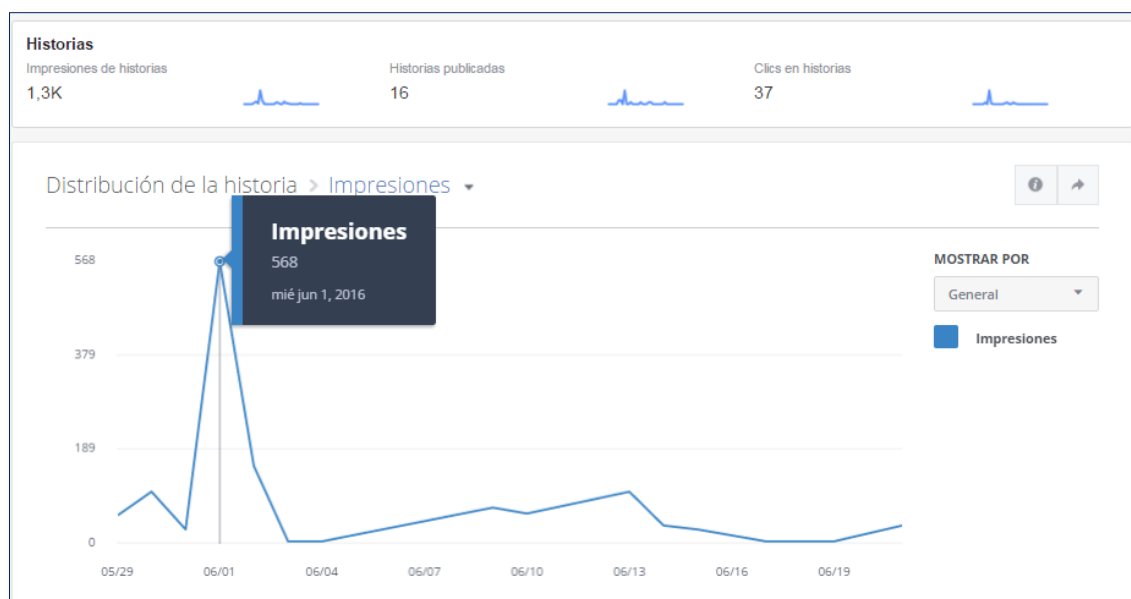 Historias
Impresiones de historias
1,3K
Historias publicadas
16
Clics en historias
37
Distribución de la historia > Impresiones
Impresiones
568
mié jun 1, 2016
568
379
189
0
05/29 06/01 06/04 06/07 06/10 06/13 06/16 06/19
MOSTRAR POR
General
Impresiones